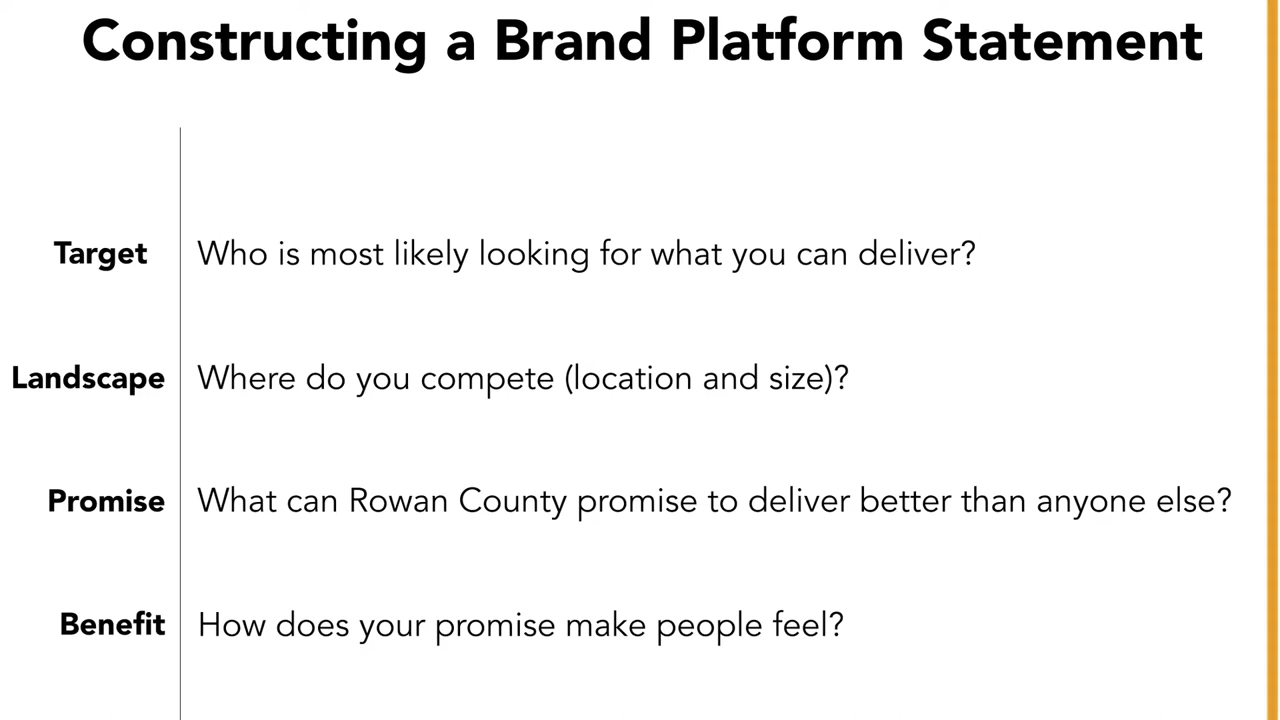 Constructing a Brand Platform Statement
Target Who is most likely looking for what you can deliver?
Landscape Where do you compete (location and size)?
Promise What can Rowan County promise to deliver better than anyone else?
Benefit How does your promise make people feel?